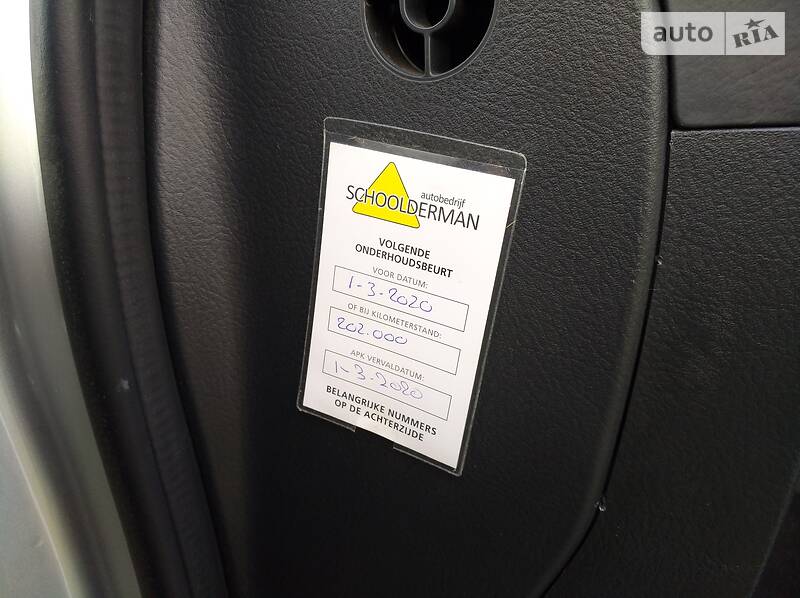 auto RIA
autobedrijf
SCHOOLDERMAN
VOLGENDE
ONDERHOUDSBEURT
VOOR DATUM:
1-3-2020
OF BIJ KILOMETERSTAND:
202.000
APK VERVALDATUM:
1-3-2020
BELANGRIJKE NUMMERS
OP DE ACHTERZIJDE